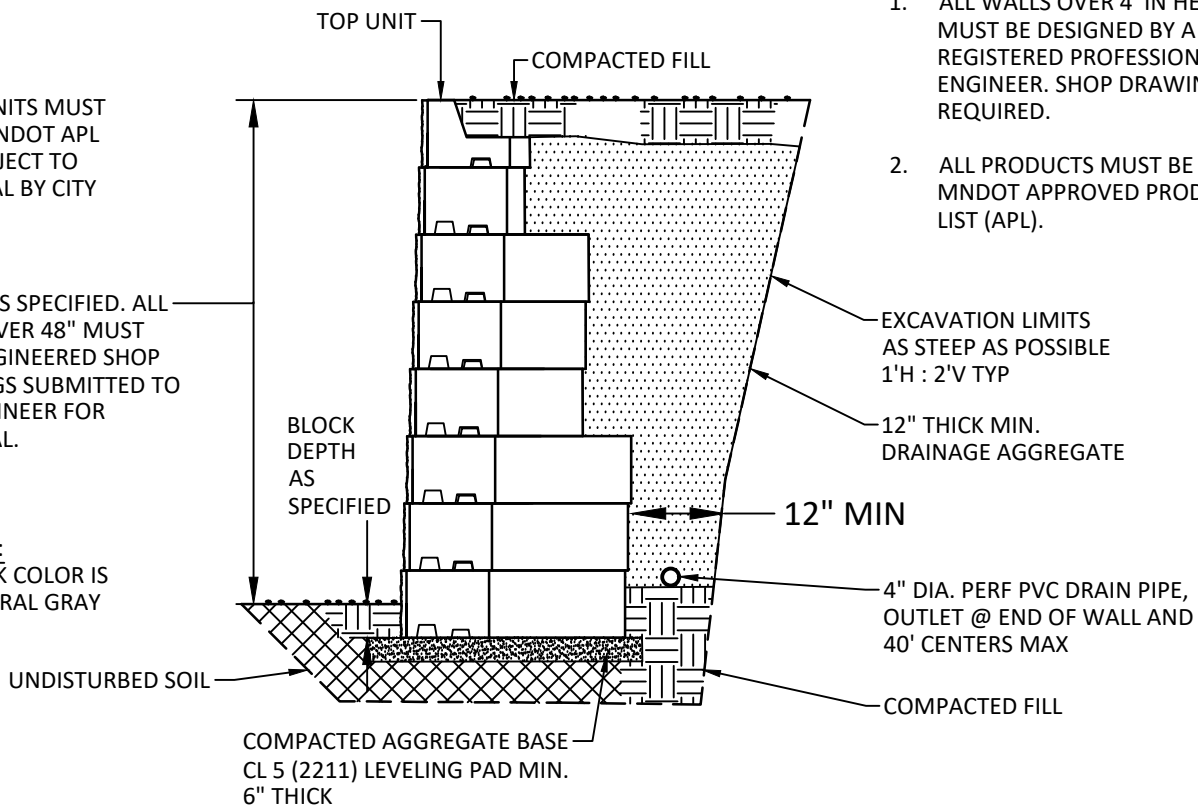 TOP UNIT
COMPACTED FILL
NITS MUST
NDOT APL
JECT TO
AL BY CITY
S SPECIFIED. ALL
VER 48" MUST
GINEERED SHOP
GS SUBMITTED TO
INEER FOR
AL.
BLOCK
DEPTH
AS
SPECIFIED
K COLOR IS
RAL GRAY
UNDISTURBED SOIL
COMPACTED AGGREGATE BASE
CL 5 (2211) LEVELING PAD MIN.
6" THICK
1. ALL WALLS OVER 4' IN HE
MUST BE DESIGNED BY A
REGISTERED PROFESSION
ENGINEER. SHOP DRAWIN
REQUIRED.
2. ALL PRODUCTS MUST BE
MNDOT APPROVED PROD
LIST (APL).
EXCAVATION LIMITS
AS STEEP AS POSSIBLE
1'H : 2'V TYP
12" THICK MIN.
DRAINAGE AGGREGATE
12" MIN
4" DIA. PERF PVC DRAIN PIPE,
OUTLET @ END OF WALL AND
40' CENTERS MAX
COMPACTED FILL